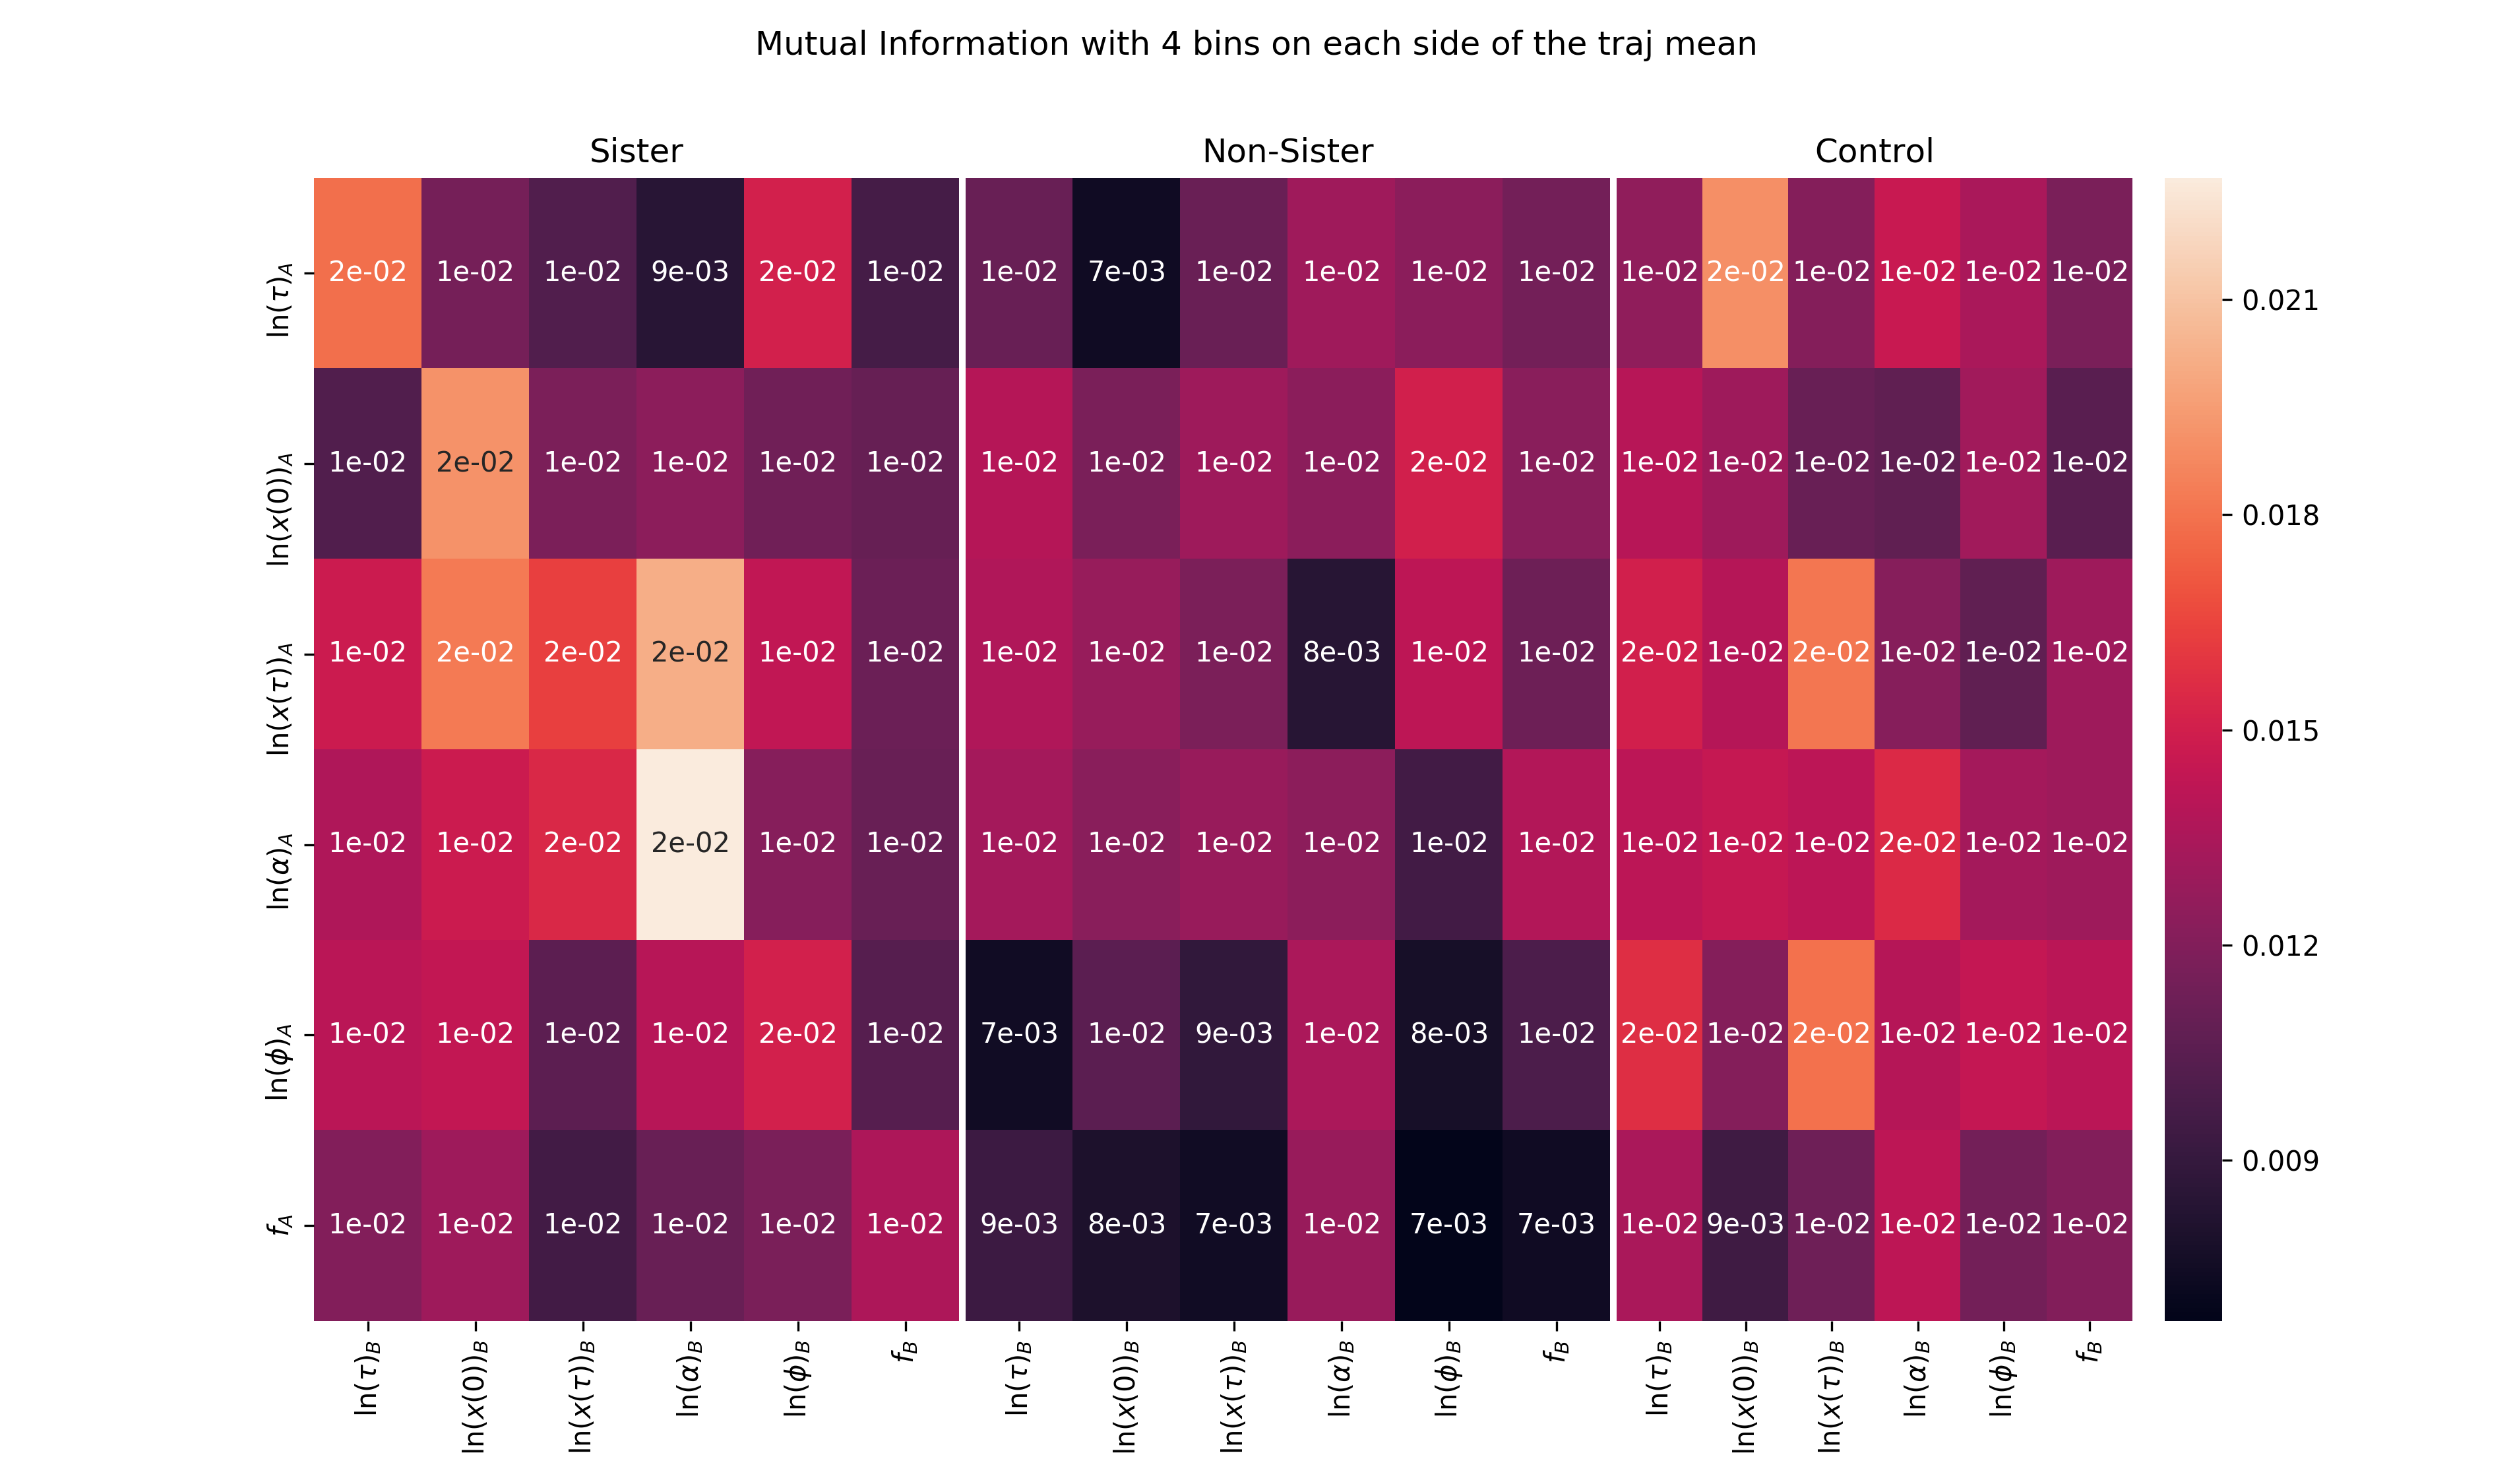 Mutual Information with 4 bins on each side of the traj mean
Sister Non-Sister Control
ln(τ)_A 2e-02 1e-02 1e-02 9e-03 2e-02 1e-02 1e-02 7e-03 1e-02 1e-02 1e-02 1e-02 1e-02 2e-02 1e-02 1e-02 1e-02 1e-02
ln(x(0))_A 1e-02 2e-02 1e-02 1e-02 1e-02 1e-02 1e-02 1e-02 1e-02 1e-02 2e-02 1e-02 1e-02 1e-02 1e-02 1e-02 1e-02 1e-02
ln(x(τ))_A 1e-02 2e-02 2e-02 2e-02 1e-02 1e-02 1e-02 1e-02 1e-02 8e-03 1e-02 1e-02 2e-02 1e-02 2e-02 1e-02 1e-02 1e-02
ln(α)_A 1e-02 1e-02 2e-02 2e-02 1e-02 1e-02 1e-02 1e-02 1e-02 1e-02 1e-02 1e-02 1e-02 1e-02 1e-02 2e-02 1e-02 1e-02
ln(ϕ)_A 1e-02 1e-02 1e-02 1e-02 2e-02 1e-02 7e-03 1e-02 9e-03 1e-02 8e-03 1e-02 2e-02 1e-02 2e-02 1e-02 1e-02 1e-02
f_A 1e-02 1e-02 1e-02 1e-02 1e-02 1e-02 9e-03 8e-03 7e-03 1e-02 7e-03 7e-03 1e-02 9e-03 1e-02 1e-02 1e-02 1e-02
ln(τ)_B ln(x(0))_B ln(x(τ))_B ln(α)_B ln(ϕ)_B f_B ln(τ)_B ln(x(0))_B ln(x(τ))_B ln(α)_B ln(ϕ)_B f_B ln(τ)_B ln(x(0))_B ln(x(τ))_B ln(α)_B ln(ϕ)_B f_B
0.021
0.018
0.015
0.012
0.009